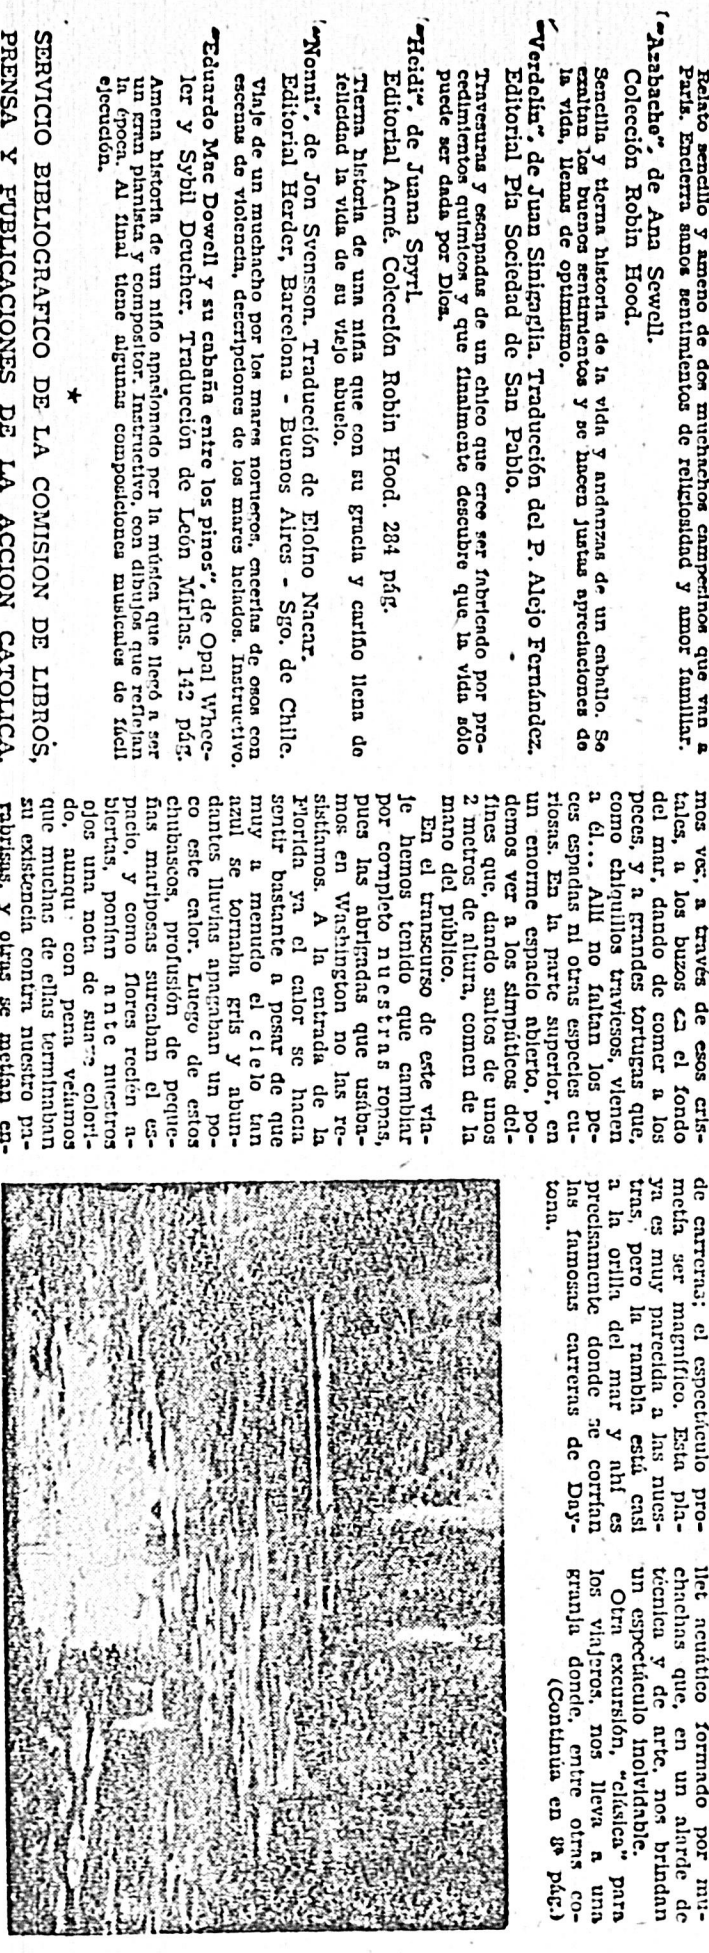 Relato sencillo y ameno de dos muchachos campesinos que van a
París. Encierra sanos sentimientos de religiosidad y amor familiar.
"Azabache", de Ana Sewell.
Colección Robin Hood.
Sencilla y tierna historia de la vida y andanzas de un caballo. Se
exaltan los buenos sentimientos y se hacen justas apreciaciones de
la vida, llenas de optimismo.
"Verdelin", de Juan Sinigaglia. Traducción del P. Alejo Fernández.
Editorial Pía Sociedad de San Pablo.
Travesuras y escapadas de un chico que cree ser fabricado por pro-
cedimientos químicos y que finalmente descubre que la vida sólo
puede ser dada por Dios.
"Heidi", de Juana Spyri.
Editorial Acmé. Colección Robin Hood. 284 pág.
Tierna historia de una niña que con su gracia y cariño llena de
felicidad la vida de su viejo abuelo.
"Nonni", de Jon Svensson. Traducción de Eloíno Nacar.
Editorial Herder, Barcelona - Buenos Aires - Sgo. de Chile.
Viaje de un muchacho por los mares noruegos, cacerías de osos con
escenas de violencia, descripciones de los mares helados. Instructivo.
"Eduardo Mac Dowell y su cabaña entre los pinos", de Opal Whee-
ler y Sybil Deucher. Traducción de León Mirlas. 142 pág.
Amena historia de un niño apasionado por la música que llegó a ser
un gran pianista y compositor. Instructivo, con dibujos que reflejan
la época. Al final tiene algunas composiciones musicales de fácil
ejecución.
★
SERVICIO BIBLIOGRAFICO DE LA COMISION DE LIBROS,
PRENSA Y PUBLICACIONES DE LA ACCION CATOLICA.
mos ver, a través de esos cris-
tales, a los buzos en el fondo
del mar, dando de comer a los
peces, y a grandes tortugas que,
como chiquillos traviesos, vienen
a él... Allí no faltan los pe-
ces espadas ni otras especies cu-
riosas. En la parte superior, en
un enorme espacio abierto, po-
demos ver a los simpáticos del-
fines que, dando saltos de unos
2 metros de altura, comen de la
mano del público.
En el transcurso de este via-
je hemos tenido que cambiar
por completo nuestras ropas,
pues las abrigadas que usába-
mos en Washington no las re-
sistíamos. A la entrada de la
Florida ya el calor se hacía
sentir bastante a pesar de que
muy a menudo el cielo tan
azul se tornaba gris y abun-
dantes lluvias apagaban un po-
co este calor. Luego de estos
chubascos, profusión de peque-
ñas mariposas surcaban el es-
pacio, y como flores recién a-
biertas, ponían ante nuestros
ojos una nota de suave colori-
do, aunque con pena veíamos
que muchas de ellas terminaban
su existencia contra nuestro pa-
rabrisas, y otras se metían en-
de carreras; el espectáculo pro-
metía ser magnífico. Esta pla-
ya es muy parecida a las nues-
tras, pero la rambla está casi
a la orilla del mar y ahí es
precisamente donde se corrían
las famosas carreras de Day-
tona.
llet acuático formado por mu-
chachas que, en un alarde de
técnica y de arte, nos brindan
un espectáculo inolvidable.
Otra excursión, "clásica" para
los viajeros, nos lleva a una
granja donde, entre otras co-
(Continúa en 8ª pág.)